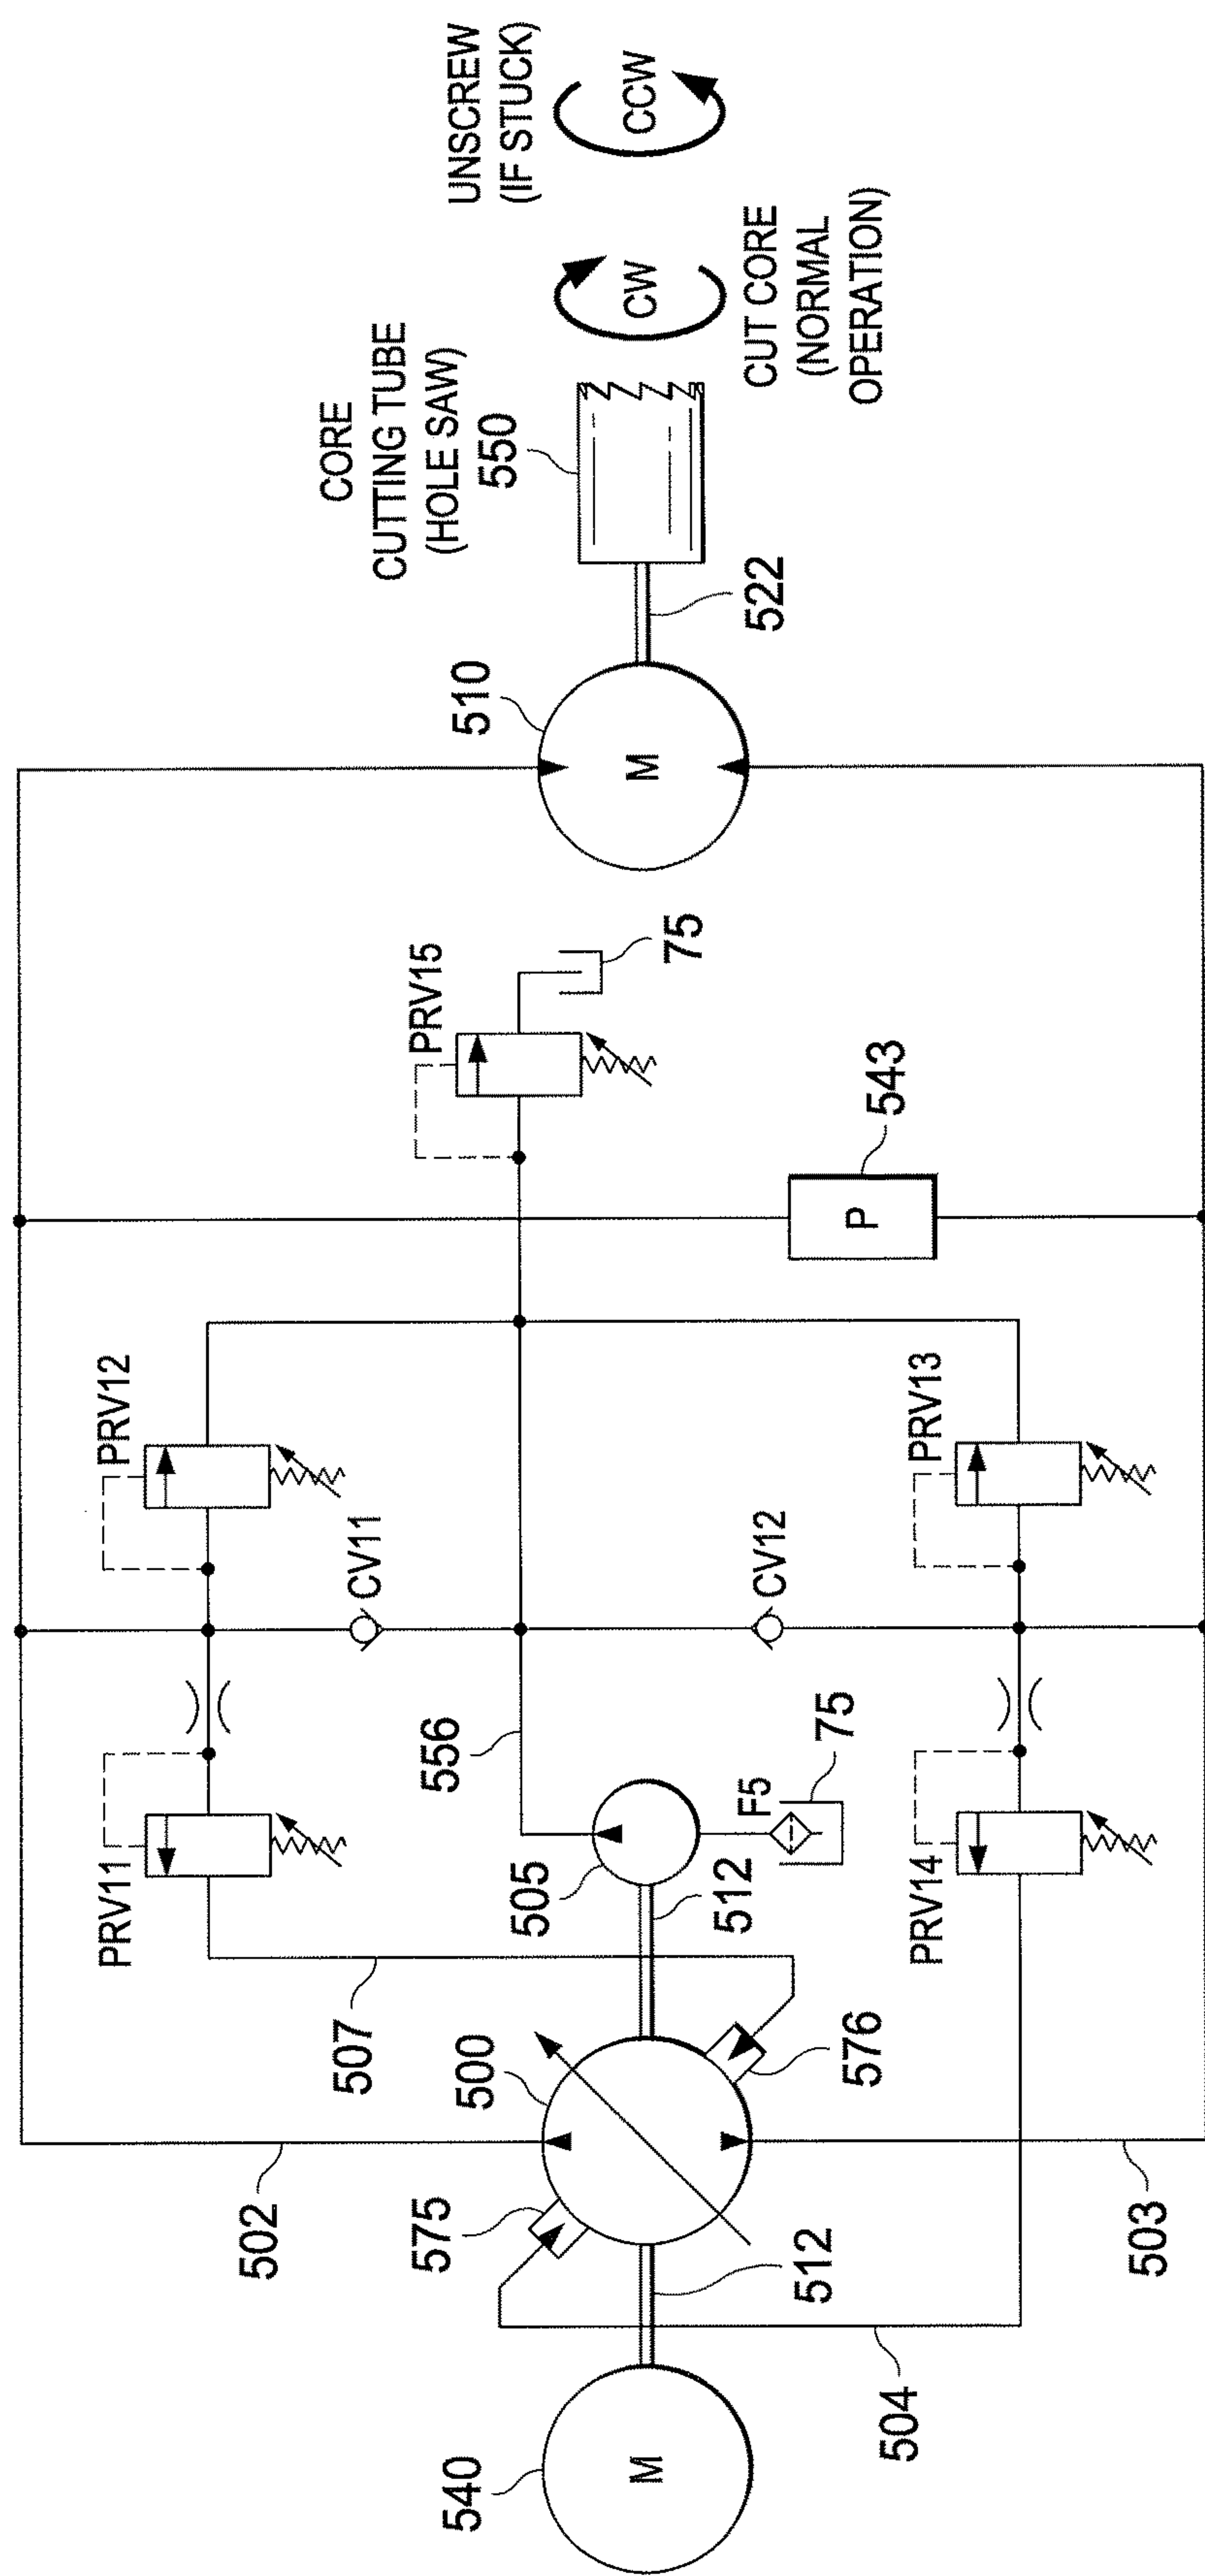 540
M
504
512
502
575
500
507
576
503
512
505
556
F5
75
PRV11
PRV14
CV11
CV12
PRV12
PRV13
P
543
PRV15
75
510
M
522
CORE
CUTTING TUBE
(HOLE SAW)
550
CW
CUT CORE
(NORMAL
OPERATION)
UNSCREW
(IF STUCK)
CCW